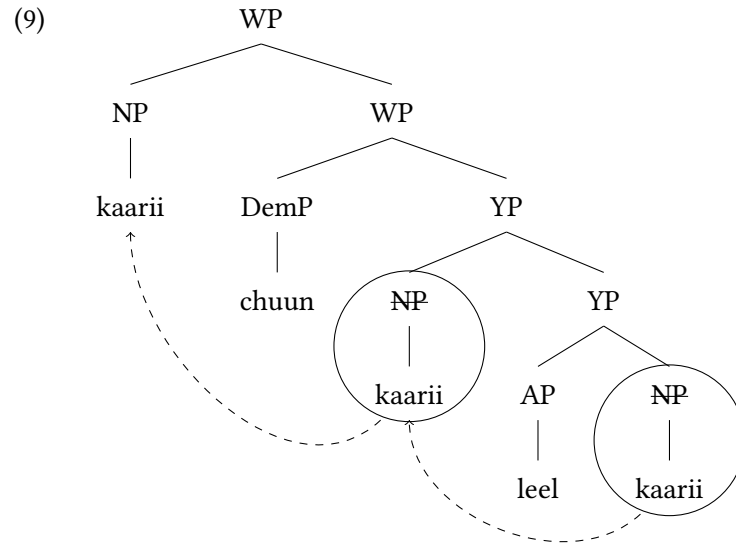 (9) WP
NP WP
kaarii DemP YP
chuun NP YP
kaarii AP NP
leel kaarii